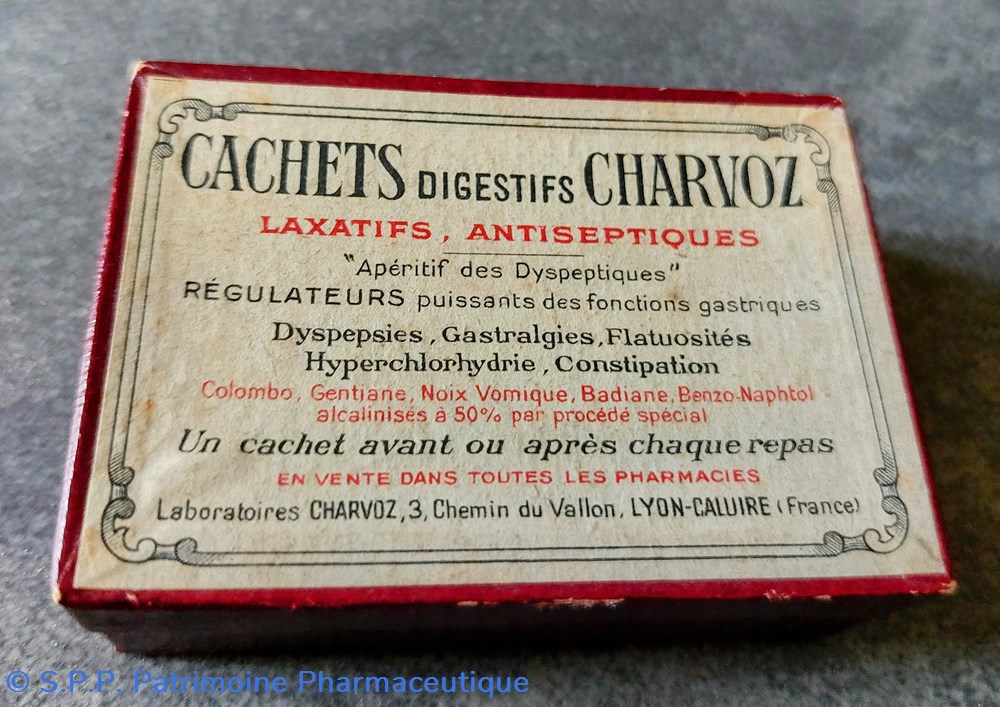 CACHETS DIGESTIFS CHARVOZ
LAXATIFS, ANTISEPTIQUES
"Apéritif des Dyspeptiques"
RÉGULATEURS puissants des fonctions gastriques
Dyspepsies, Gastralgies, Flatuosités
Hyperchlorhydrie, Constipation
Colombo, Gentiane, Noix Vomique, Badiane, Benzo-Naphtol
alcalinisés à 50% par procédé spécial
Un cachet avant ou après chaque repas
EN VENTE DANS TOUTES LES PHARMACIES
Laboratoires CHARVOZ, 3, Chemin du Vallon, LYON-CALUIRE (France)
© S.P.P. Patrimoine Pharmaceutique